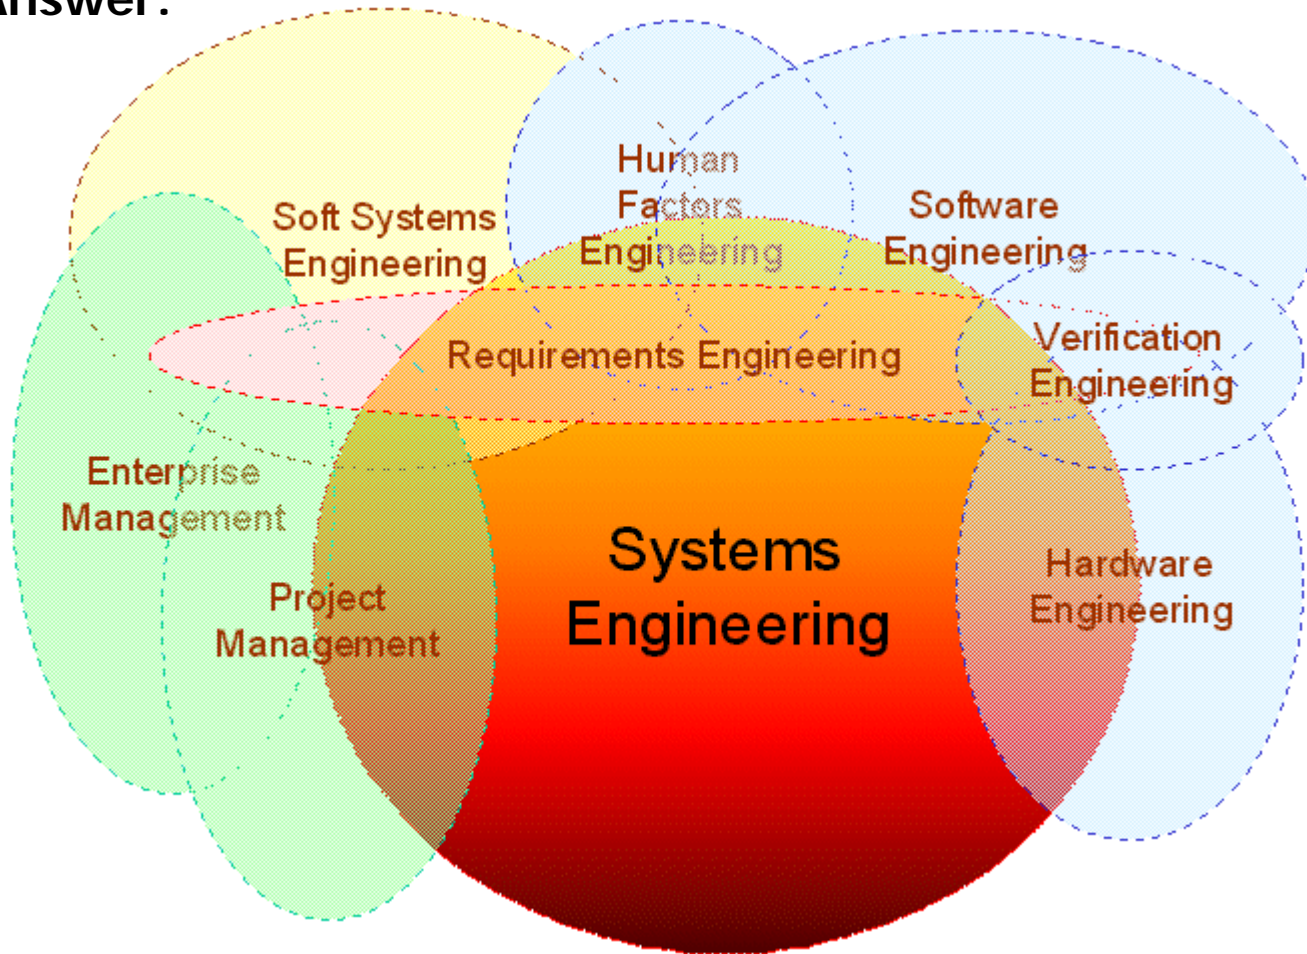 Answer:
Human
Factors
Engineering
Soft Systems
Engineering
Software
Engineering
Requirements Engineering
Verification
Engineering
Enterprise
Management
Systems
Engineering
Hardware
Engineering
Project
Management